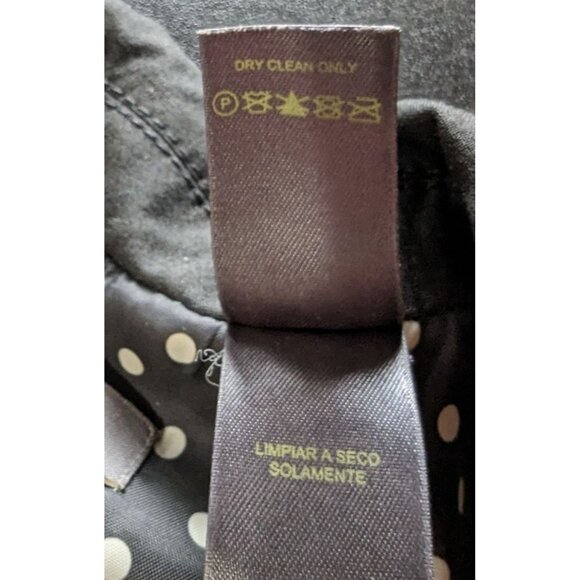 DRY CLEAN ONLY
P
LIMPIAR A SECO
SOLAMENTE